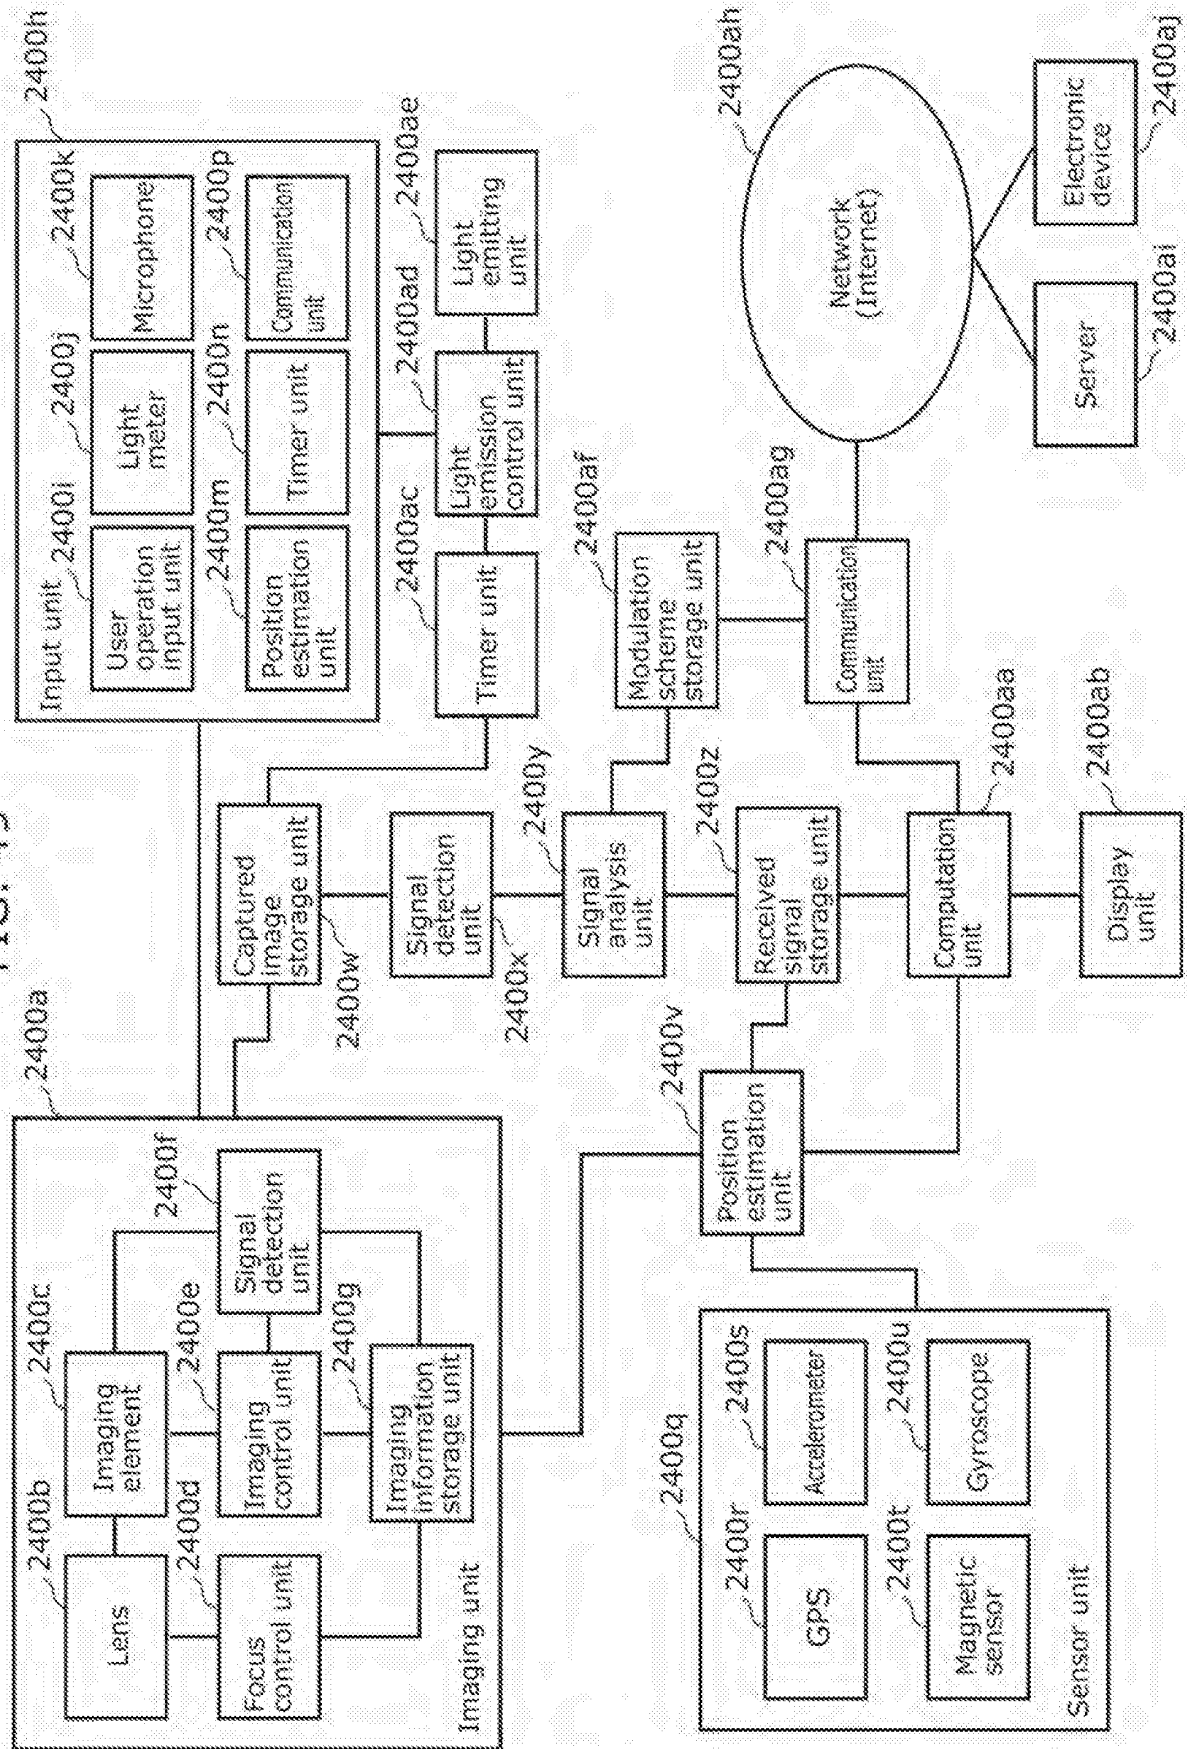 FIG.
2400a
2400h
2400b
2400c
Lens
Imaging
element
2400d
2400e
2400f
Focus
control unit
Imaging
control unit
Signal
detection
unit
2400g
Imaging
information
storage unit
Imaging unit
Input unit
2400i
2400j
2400k
User
operation
input unit
Light
meter
Microphone
2400m
2400n
2400p
Position
estimation
unit
Timer unit
Communication
unit
Captured
image
storage unit
2400w
2400ac
2400ad
2400ae
Timer unit
Light
emission
control unit
Light
emitting
unit
Signal
detection
unit
2400x
2400y
Signal
analysis
unit
2400af
Modulation
scheme
storage unit
2400q
2400r
2400s
GPS
Accelerometer
2400t
2400u
Magnetic
sensor
Gyroscope
Sensor unit
2400v
Position
estimation
unit
2400z
Received
signal
storage unit
2400ag
Communication
unit
2400ah
Network
(Internet)
2400aa
Computation
unit
2400ab
Display
unit
Server
2400ai
Electronic
device
2400aj